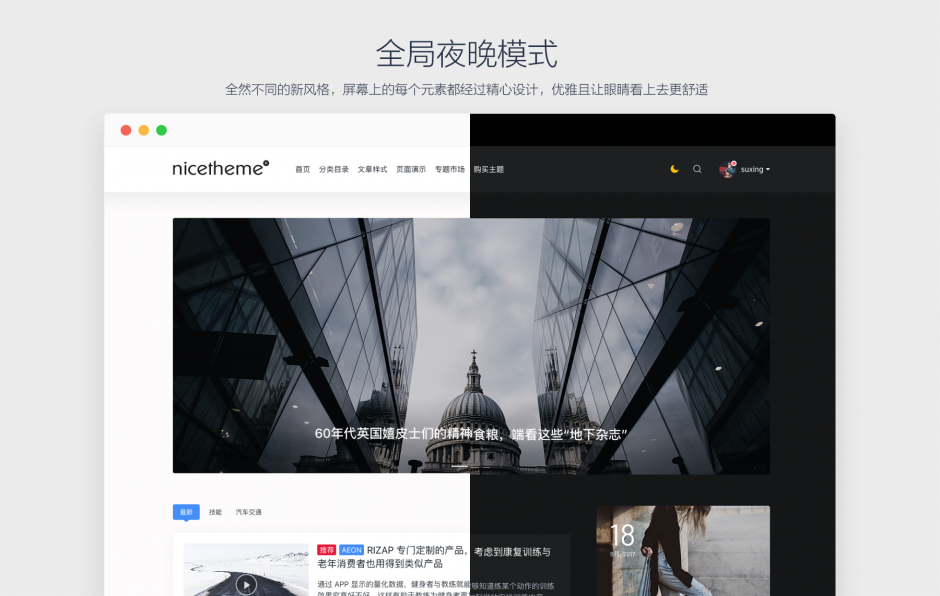 全局夜晚模式
全然不同的新风格，屏幕上的每个元素都经过精心设计，优雅且让眼睛看上去更舒适
nicetheme
首页 分类目录 文章样式 页面演示 专题市场 购买主题 suxing
60年代英国嬉皮士们的精神食粮，端看这些“地下杂志”
最新 技能 汽车交通
18
9月, 2017
推荐 AEON RIZAP 专门定制的产品，考虑到康复训练与
老年消费者也用得到类似产品
通过 APP 显示的量化数据，健身者与教练就能够知道练某个动作的训练